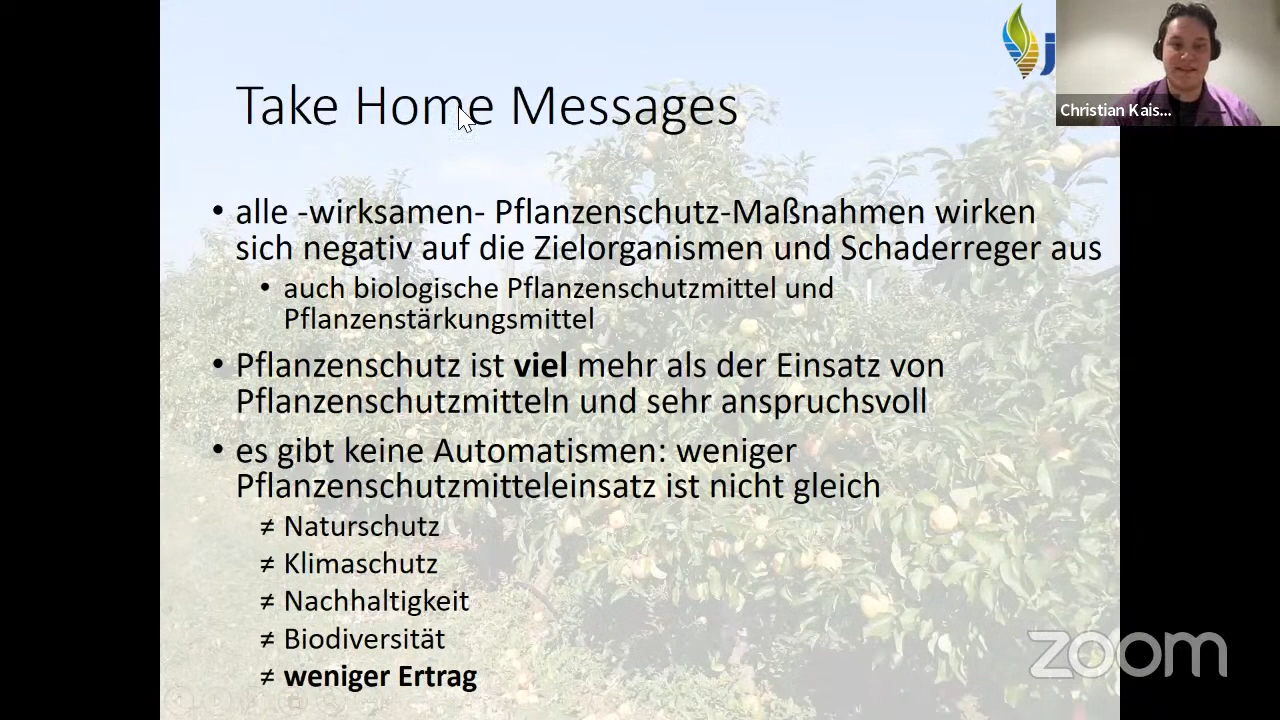 Take Home Messages
Christian Kais...
• alle -wirksamen- Pflanzenschutz-Maßnahmen wirken
sich negativ auf die Zielorganismen und Schaderreger aus
• auch biologische Pflanzenschutzmittel und
Pflanzenstärkungsmittel
• Pflanzenschutz ist viel mehr als der Einsatz von
Pflanzenschutzmitteln und sehr anspruchsvoll
• es gibt keine Automatismen: weniger
Pflanzenschutzmitteleinsatz ist nicht gleich
≠ Naturschutz
≠ Klimaschutz
≠ Nachhaltigkeit
≠ Biodiversität
≠ weniger Ertrag
zoom